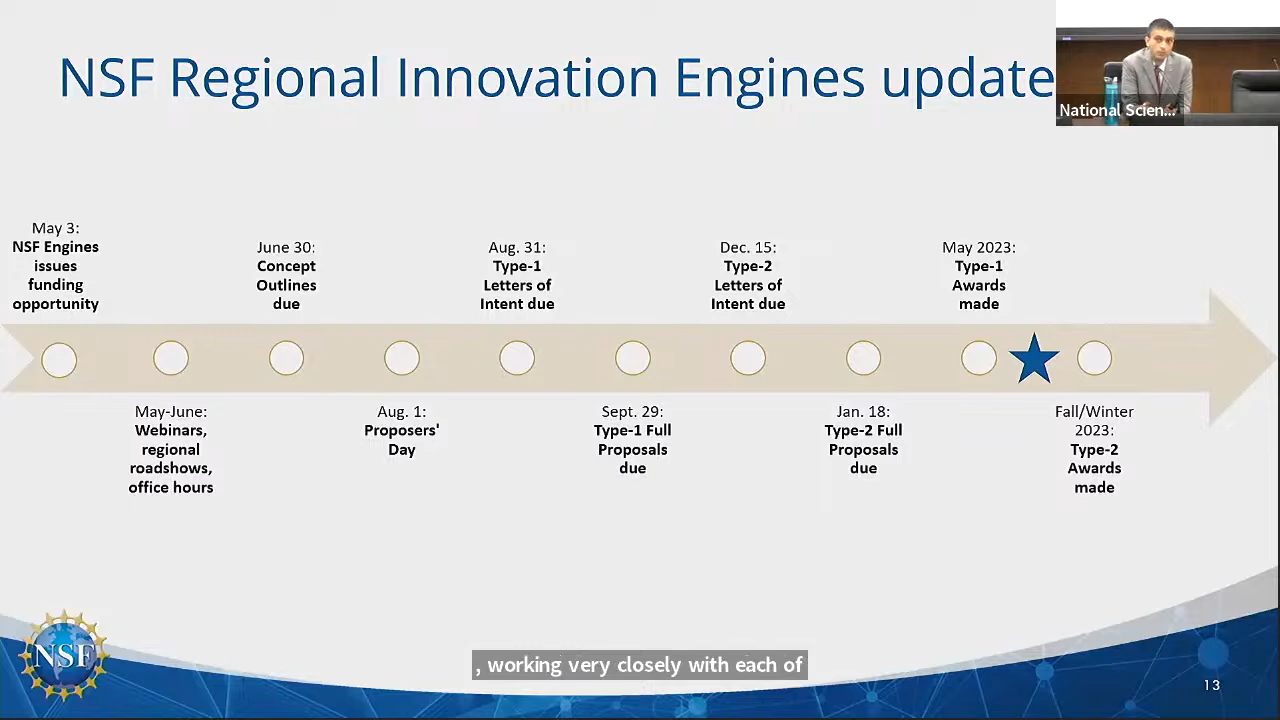 NSF Regional Innovation Engines update
National Scien...
May 3:
NSF Engines
issues
funding
opportunity
May-June:
Webinars,
regional
roadshows,
office hours
June 30:
Concept
Outlines
due
Aug. 1:
Proposers'
Day
Aug. 31:
Type-1
Letters of
Intent due
Sept. 29:
Type-1 Full
Proposals
due
Dec. 15:
Type-2
Letters of
Intent due
Jan. 18:
Type-2 Full
Proposals
due
May 2023:
Type-1
Awards
made
Fall/Winter
2023:
Type-2
Awards
made
NSF
, working very closely with each of
13